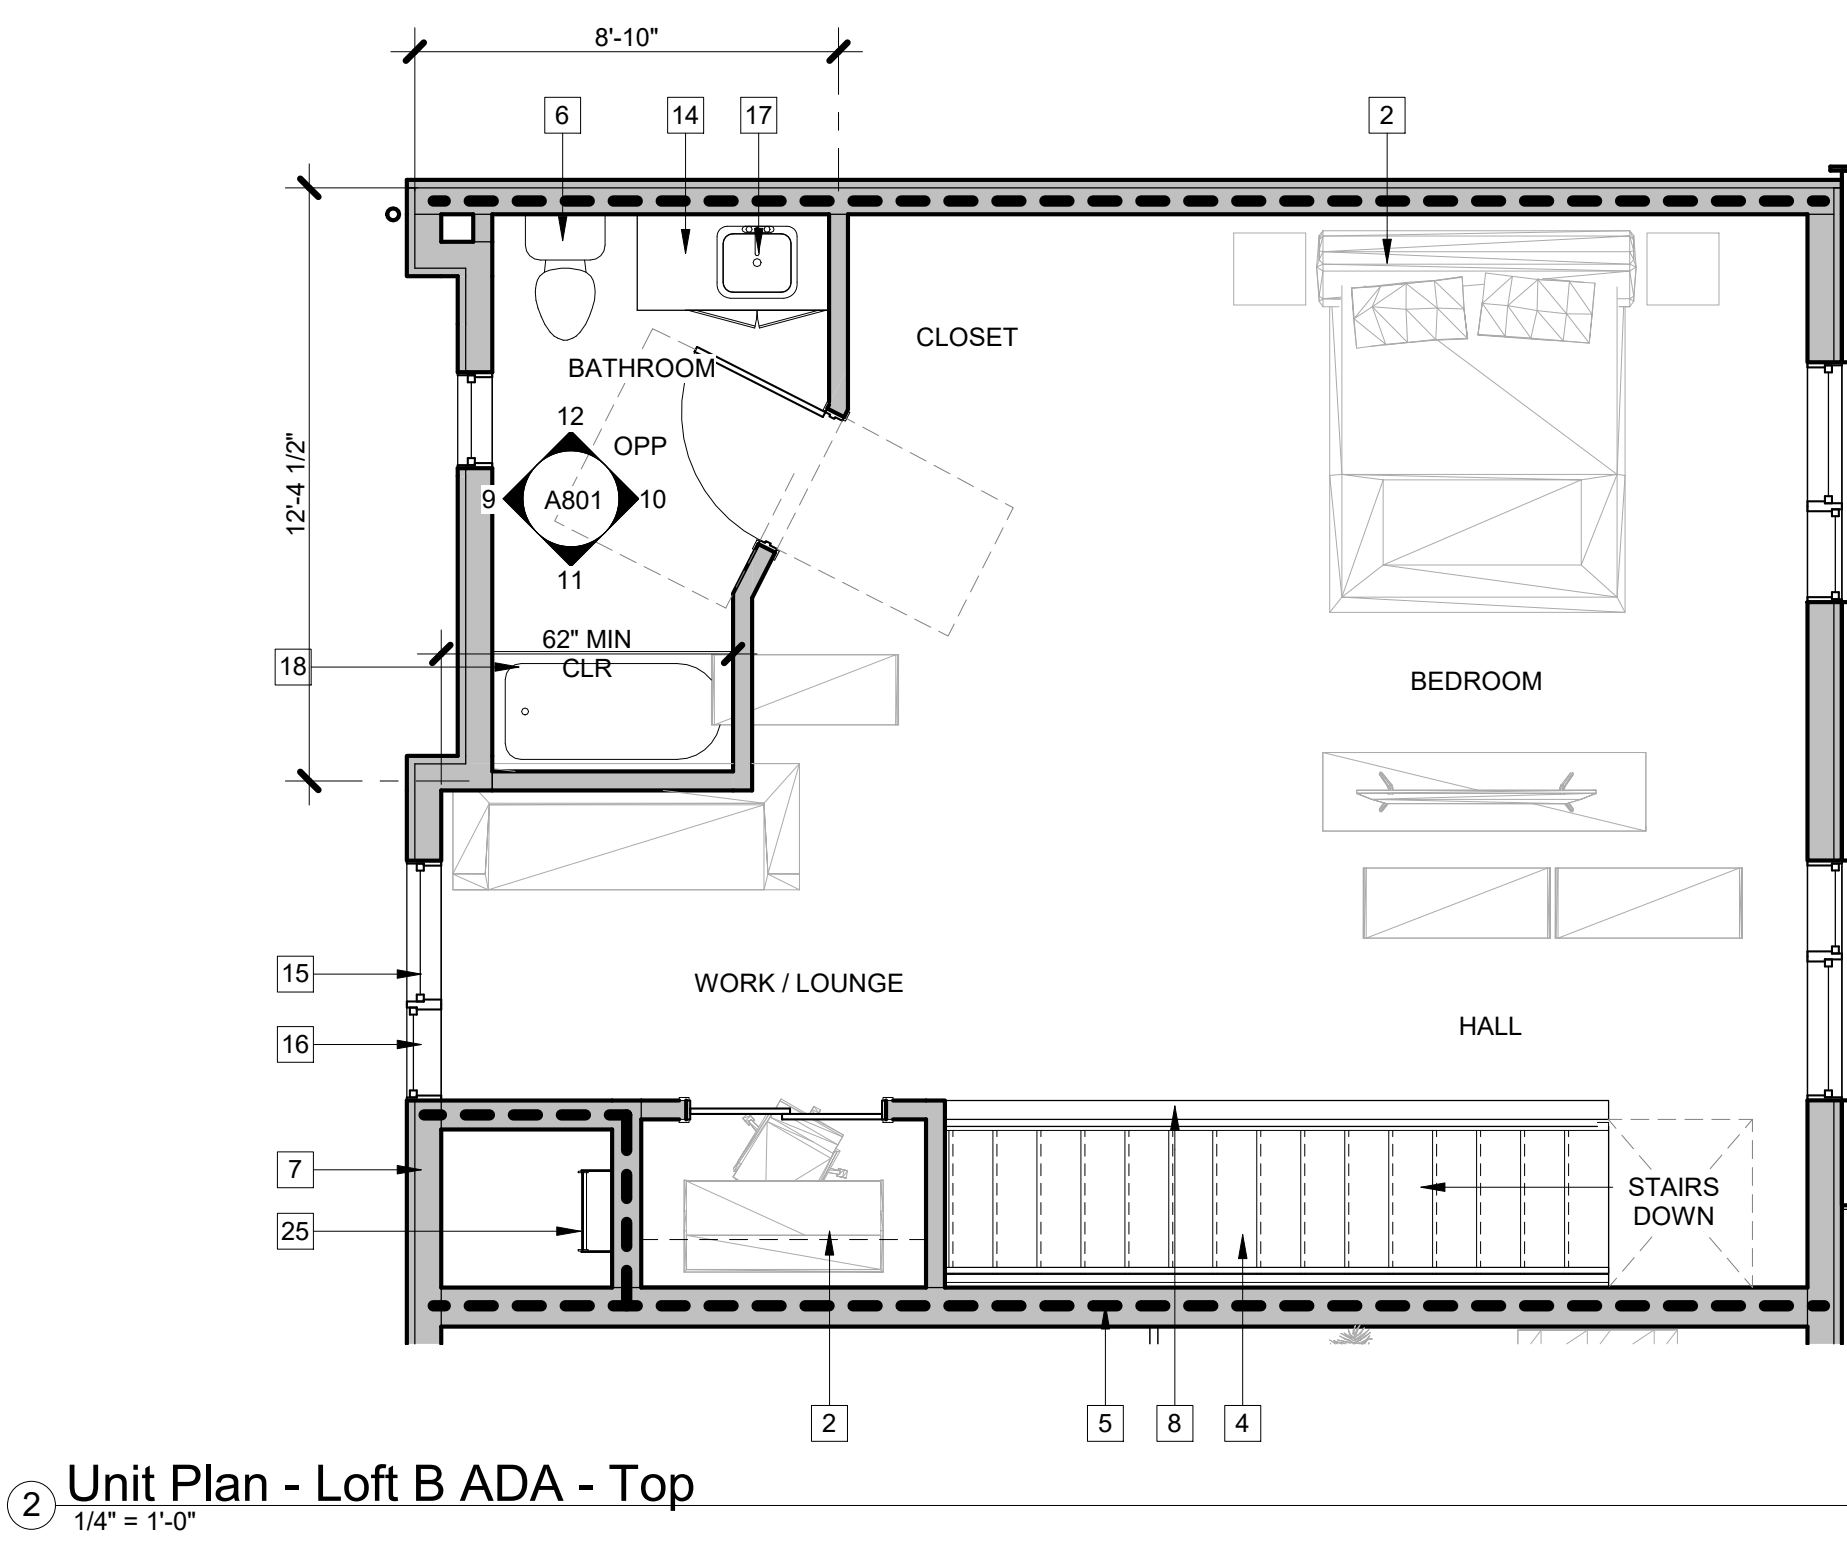 8'-10"
6
14
17
2
CLOSET
BATHROOM
12
OPP
9
A801
10
11
12'-4 1/2"
62" MIN
CLR
18
BEDROOM
15
WORK / LOUNGE
16
HALL
7
25
STAIRS
DOWN
2
5
8
4
2
Unit Plan - Loft B ADA - Top
1/4" = 1'-0"